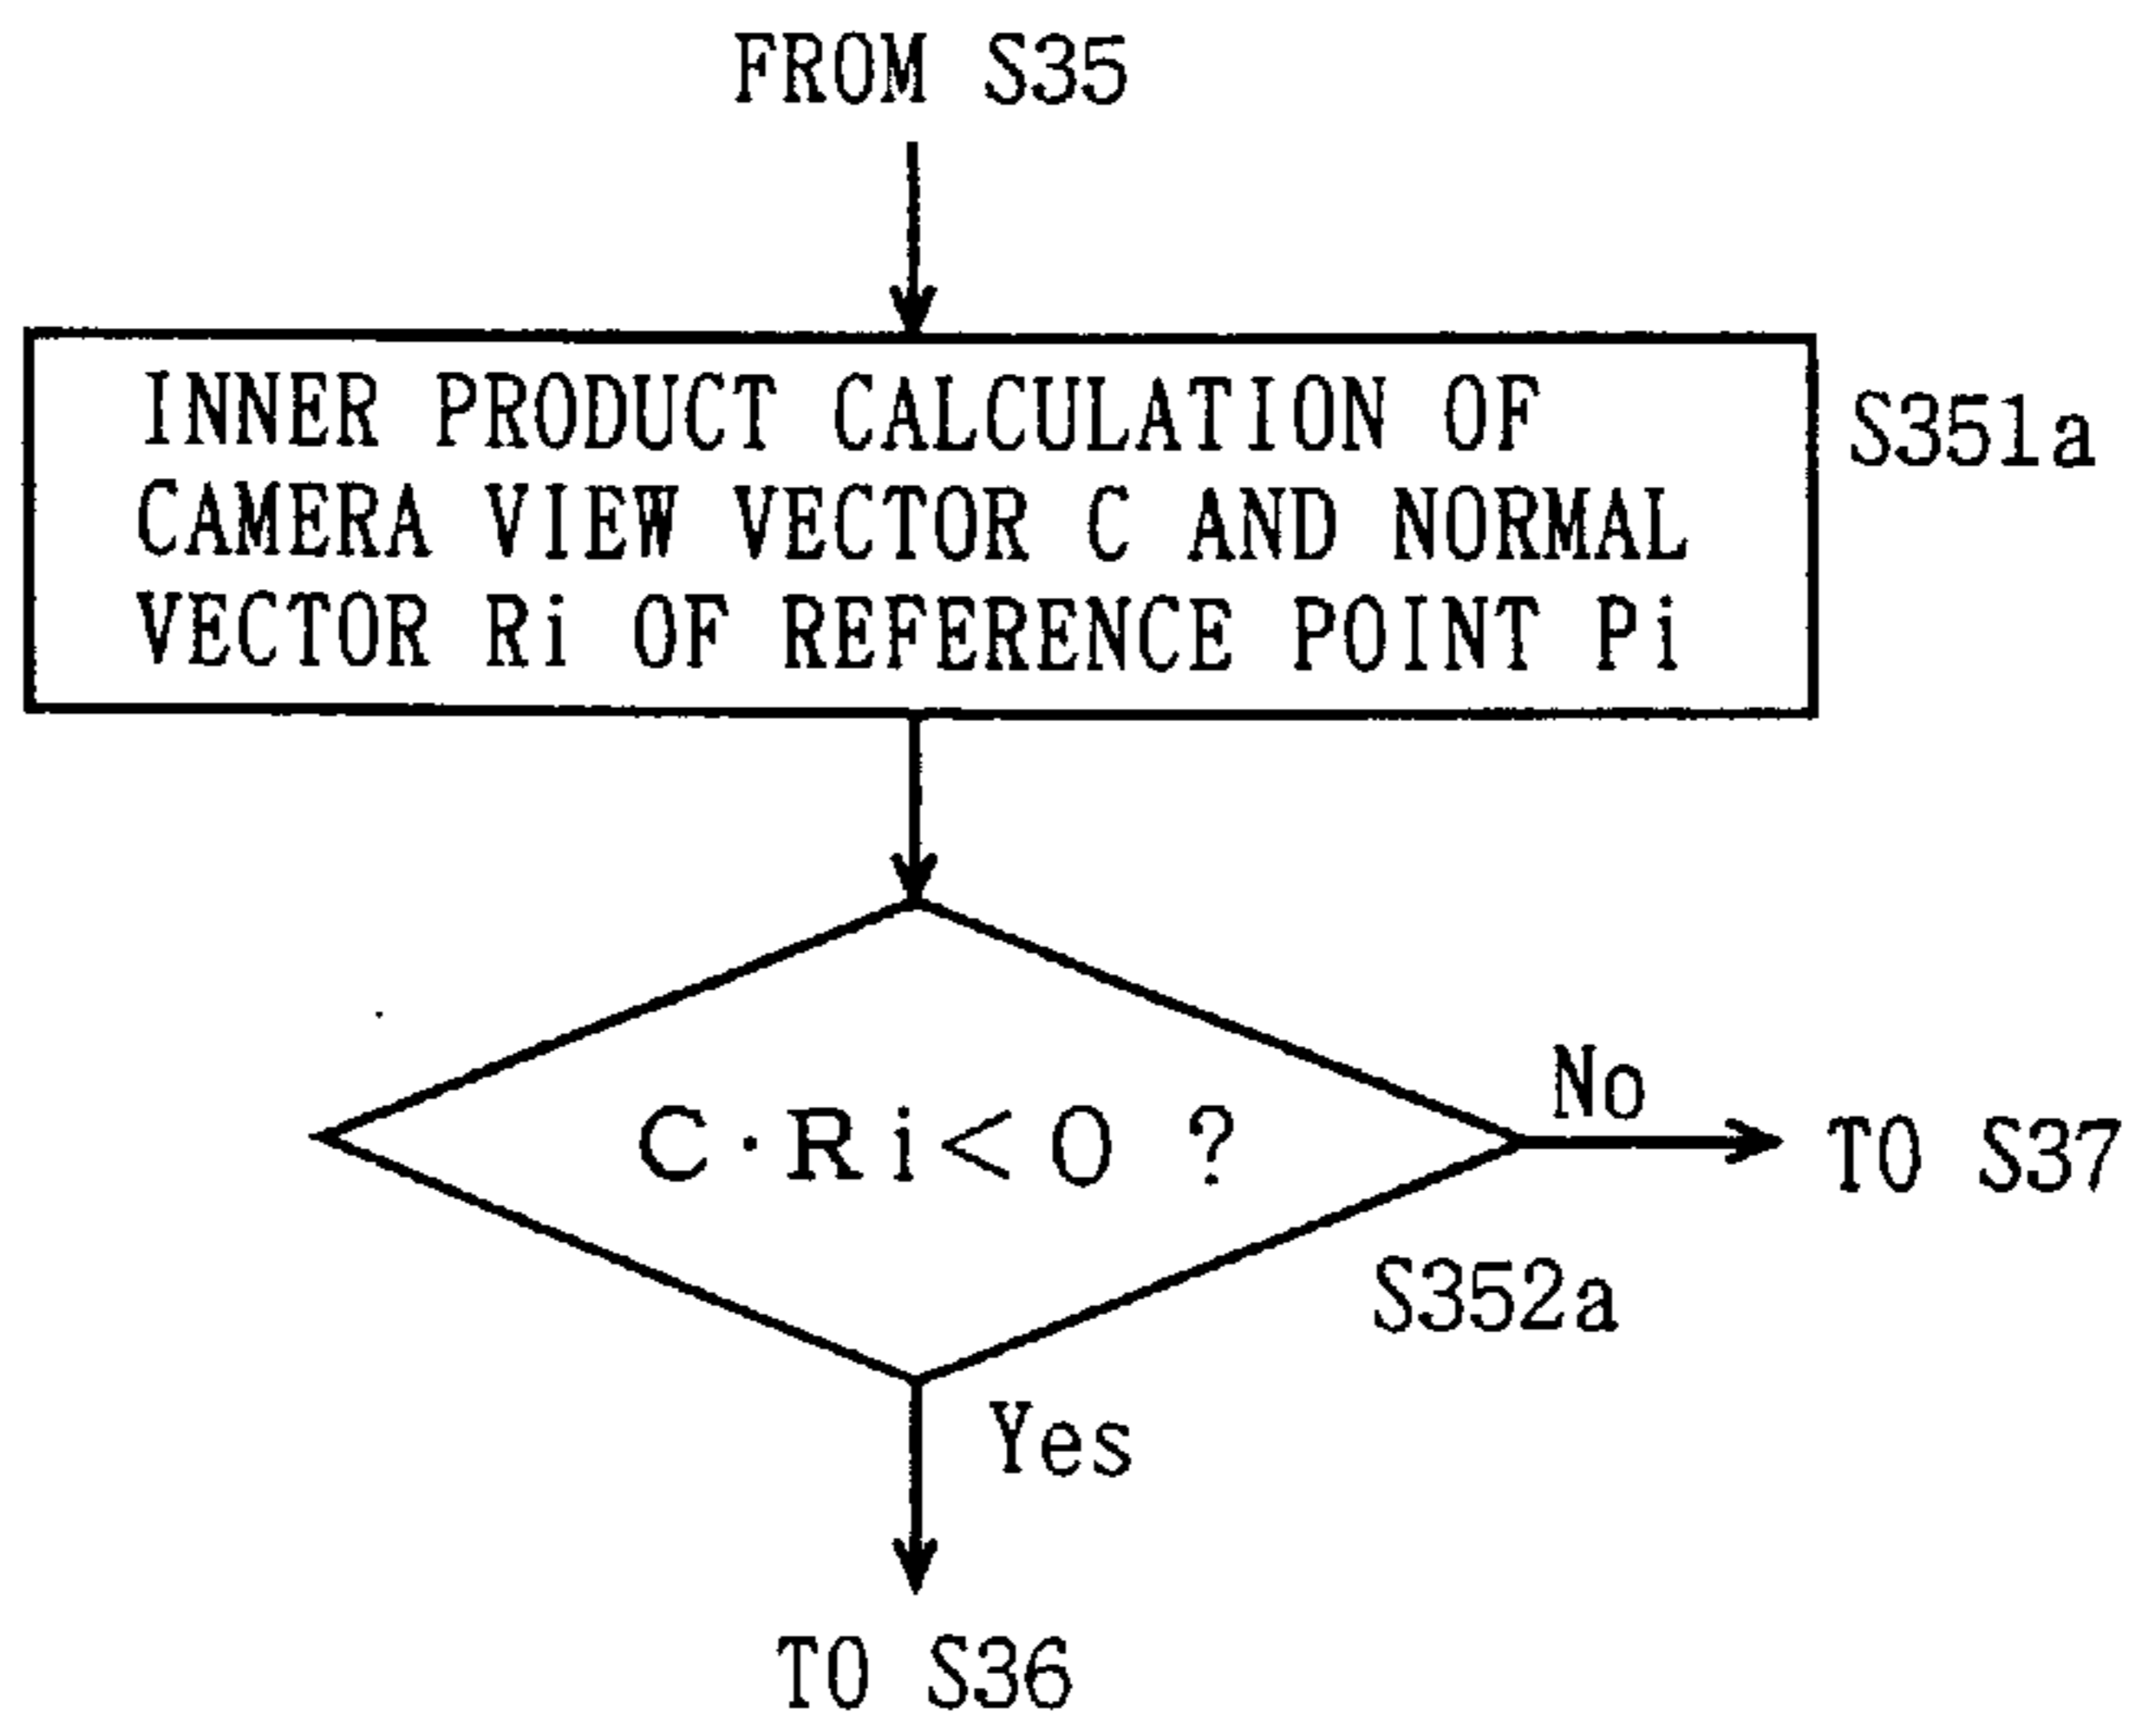 FROM S35
INNER PRODUCT CALCULATION OF
CAMERA VIEW VECTOR C AND NORMAL
VECTOR Ri OF REFERENCE POINT Pi
S351a
C·Ri<0 ?
No
TO S37
S352a
Yes
TO S36